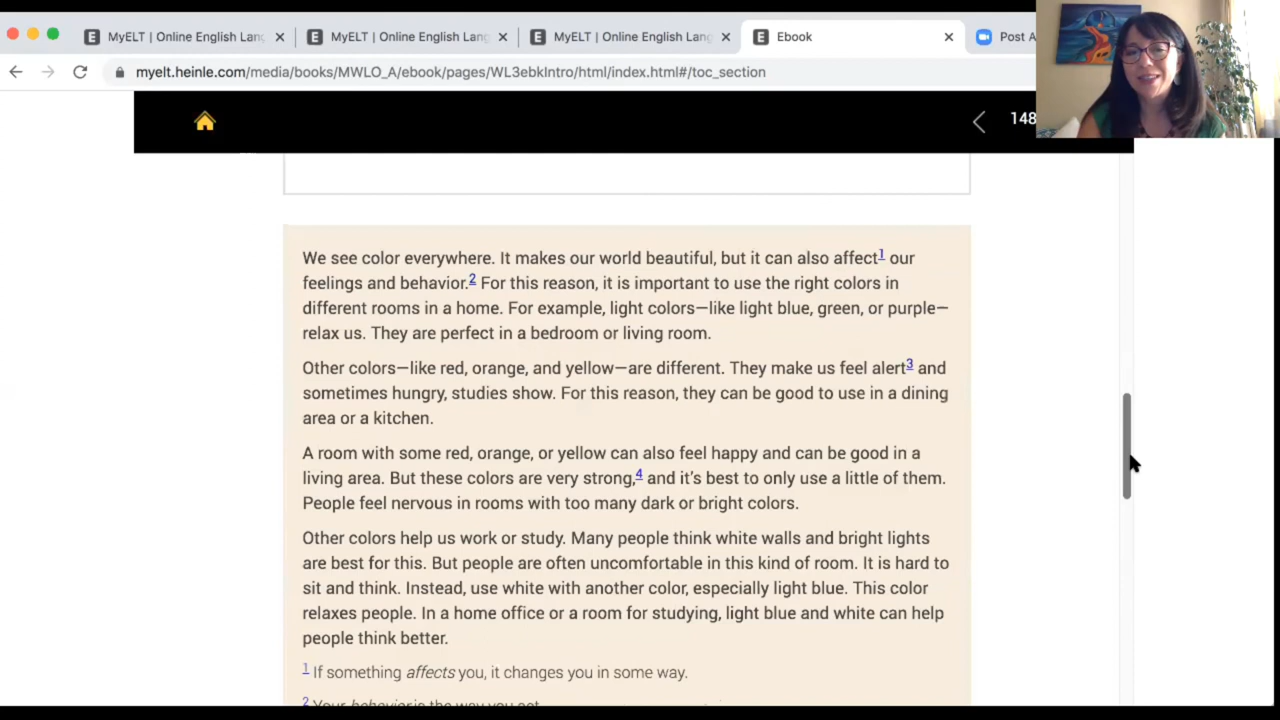 MyELT | Online English Lang
MyELT | Online English Lang
MyELT | Online English Lang
Ebook
Post A
myelt.heinle.com/media/books/MWLO_A/ebook/pages/WL3ebkIntro/html/index.html#/toc_section
148
We see color everywhere. It makes our world beautiful, but it can also affect1 our
feelings and behavior.2 For this reason, it is important to use the right colors in
different rooms in a home. For example, light colors—like light blue, green, or purple—
relax us. They are perfect in a bedroom or living room.
Other colors—like red, orange, and yellow—are different. They make us feel alert3 and
sometimes hungry, studies show. For this reason, they can be good to use in a dining
area or a kitchen.
A room with some red, orange, or yellow can also feel happy and can be good in a
living area. But these colors are very strong,4 and it's best to only use a little of them.
People feel nervous in rooms with too many dark or bright colors.
Other colors help us work or study. Many people think white walls and bright lights
are best for this. But people are often uncomfortable in this kind of room. It is hard to
sit and think. Instead, use white with another color, especially light blue. This color
relaxes people. In a home office or a room for studying, light blue and white can help
people think better.
1 If something affects you, it changes you in some way.
2 Your behavior is the way you act.